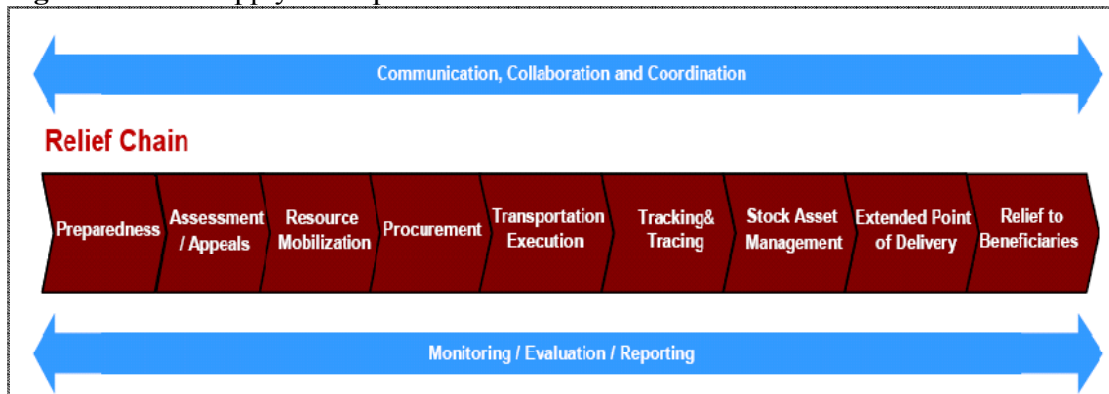 Communication, Collaboration and Coordination
Relief Chain
Preparedness
Assessment
/ Appeals
Resource
Mobilization
Procurement
Transportation
Execution
Tracking&
Tracing
Stock Asset
Management
Extended Point
of Delivery
Relief to
Beneficiaries
Monitoring / Evaluation / Reporting